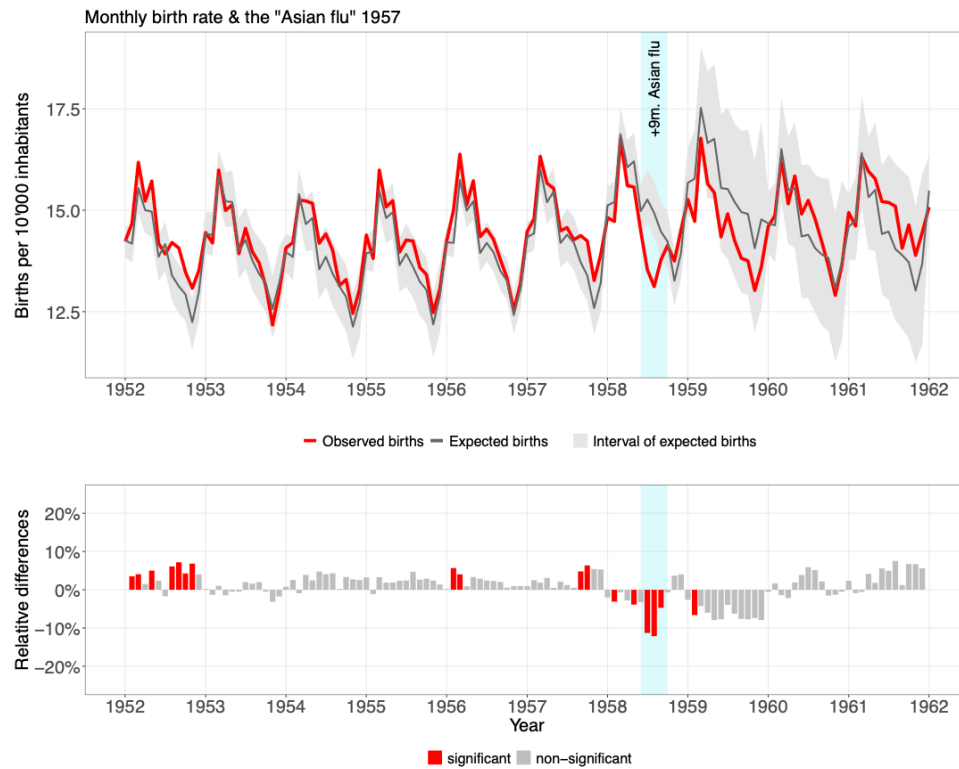 Monthly birth rate & the "Asian flu" 1957
Births per 10'000 inhabitants
17.5
15.0
12.5
+9m. Asian flu
1952 1953 1954 1955 1956 1957 1958 1959 1960 1961 1962
Observed births Expected births Interval of expected births
Relatitve differences
20%
10%
0%
−10%
−20%
1952 1953 1954 1955 1956 1957 1958 1959 1960 1961 1962
Year
significant non−significant